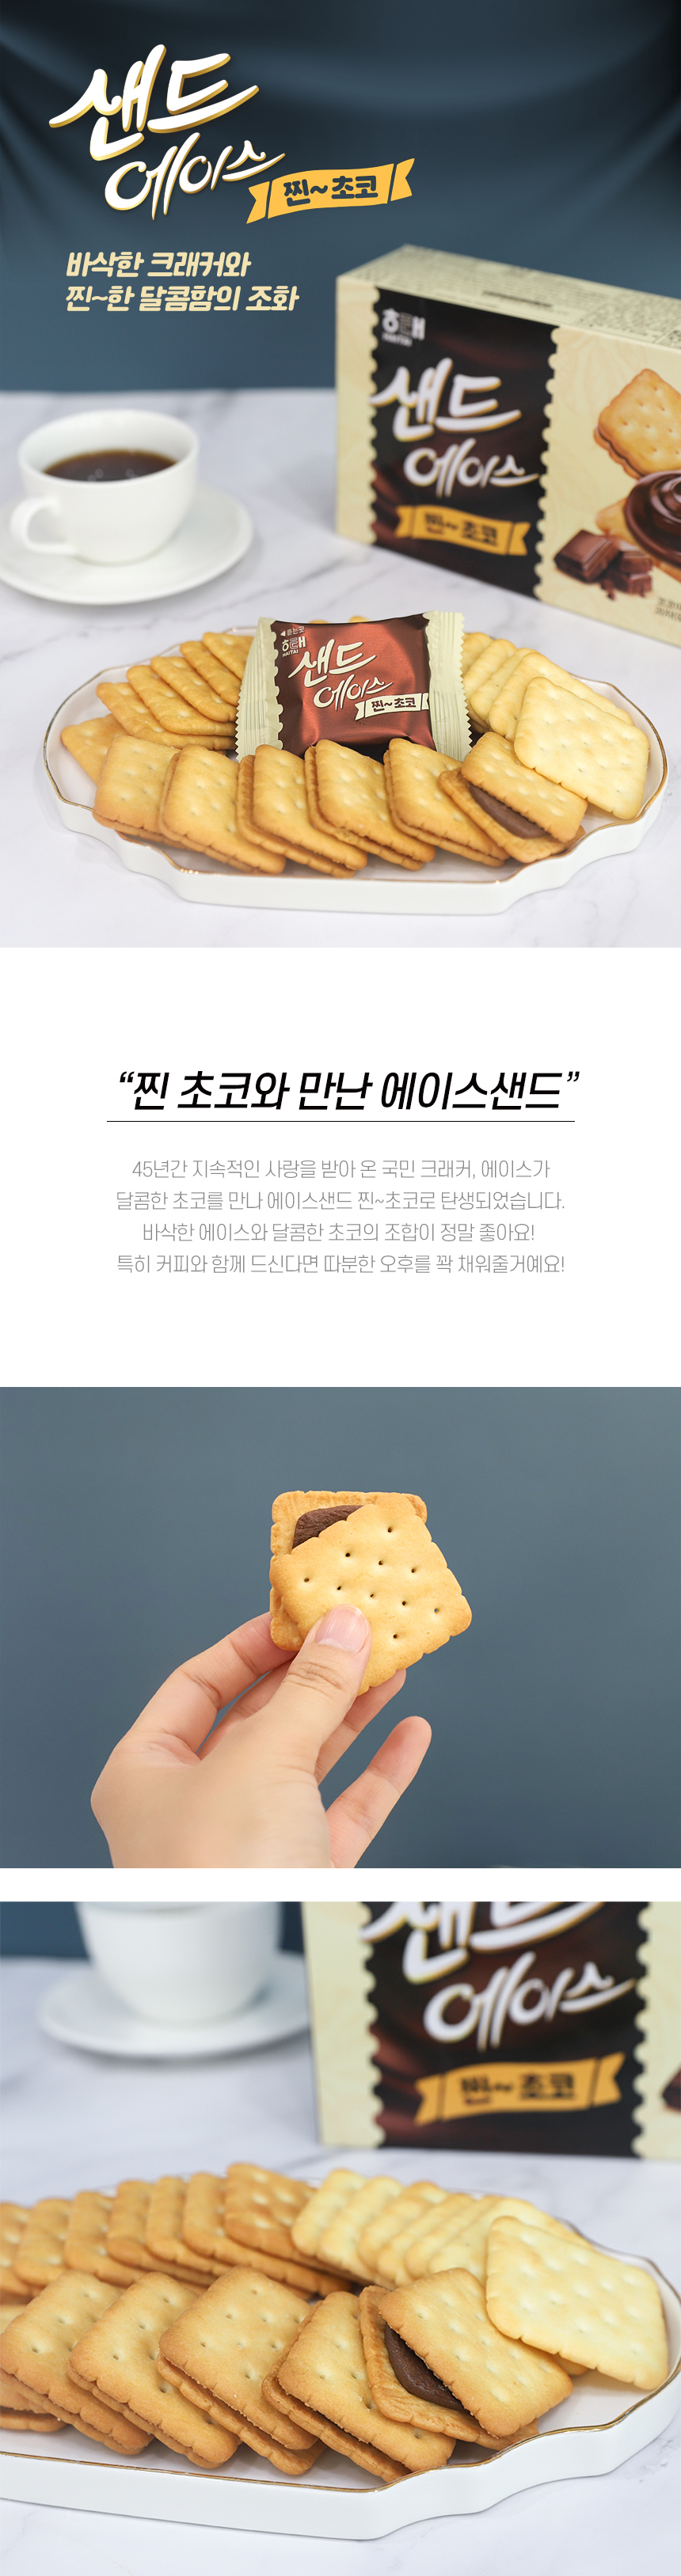 샌드
에이스
찐~초코
바삭한 크래커와
찐~한 달콤함의 조화
해태
HAITAI
샌드
에이스
찐~초코
해태
HAITAI
샌드
에이스
찐~초코
“찐 초코와 만난 에이스샌드”
45년간 지속적인 사랑을 받아 온 국민 크래커, 에이스가
달콤한 초코를 만나 에이스샌드 찐~초코로 탄생되었습니다.
바삭한 에이스와 달콤한 초코의 조합이 정말 좋아요!
특히 커피와 함께 드신다면 따분한 오후를 꽉 채워줄거예요!
샌드
에이스
찐~초코